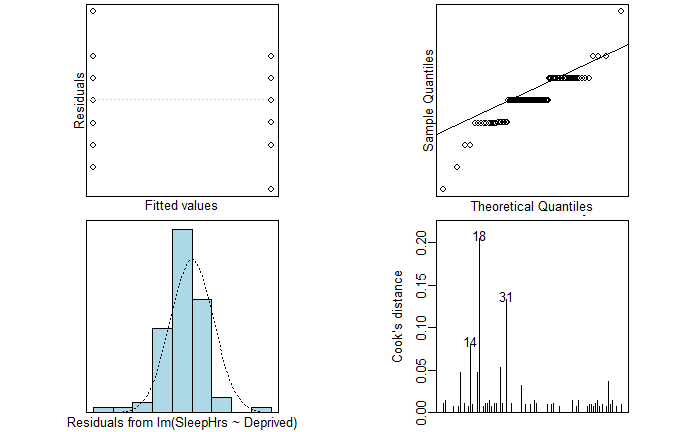 Residuals
Fitted values
Sample Quantiles
Theoretical Quantiles
Residuals from lm(SleepHrs ~ Deprived)
Cook's distance
0.00
0.05
0.10
0.15
0.20
18
31
14